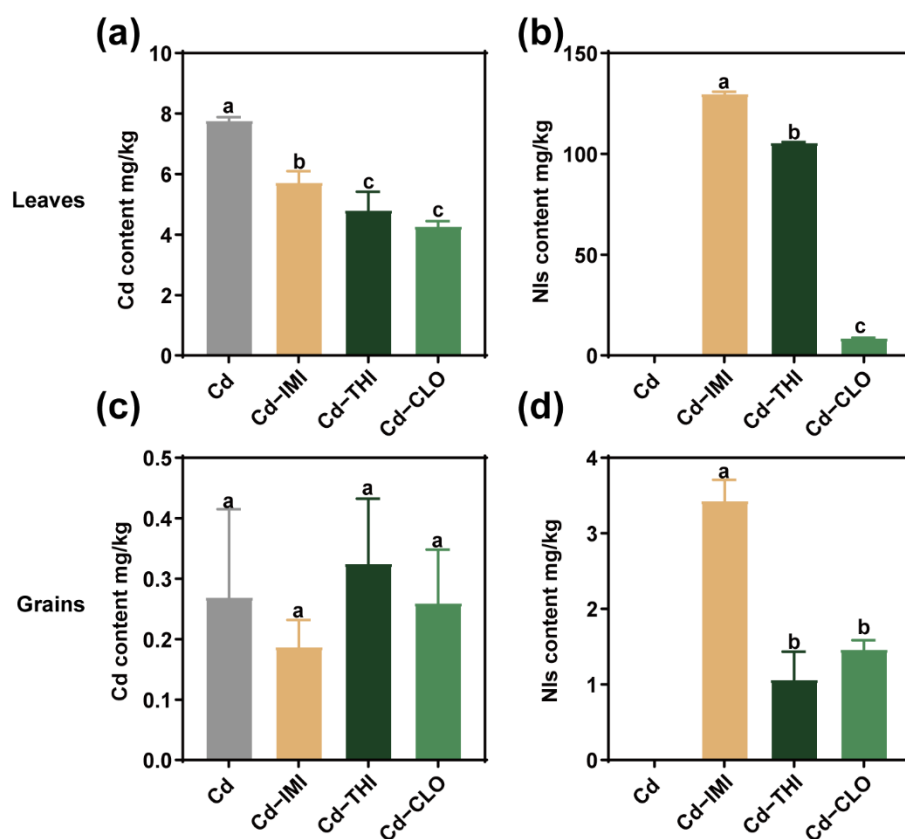 (a)
Leaves
Cd content mg/kg
10
8
6
4
2
0
a
b
c
c
Cd
Cd−IMI
Cd−THI
Cd−CLO
(b)
NIs content mg/kg
150
100
50
0
a
b
c
Cd
Cd−IMI
Cd−THI
Cd−CLO
(c)
Grains
Cd content mg/kg
0.5
0.4
0.3
0.2
0.1
0.0
a
a
a
a
Cd
Cd−IMI
Cd−THI
Cd−CLO
(d)
NIs content mg/kg
4
3
2
1
0
a
b
b
Cd
Cd−IMI
Cd−THI
Cd−CLO